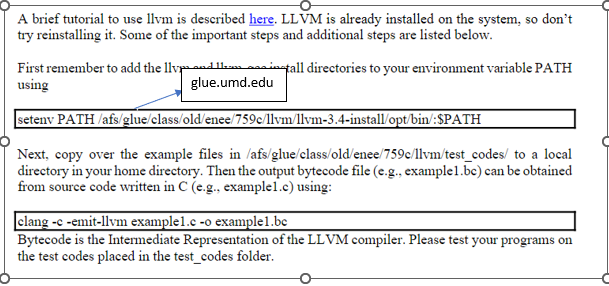 A brief tutorial to use llvm is described here. LLVM is already installed on the system, so don't
try reinstalling it. Some of the important steps and additional steps are listed below.
First remember to add the llvm and llvm-gcc install directories to your environment variable PATH
using
glue.umd.edu
setenv PATH /afs/glue/class/old/enee/759c/llvm/llvm-3.4-install/opt/bin/:$PATH
Next, copy over the example files in /afs/glue/class/old/enee/759c/llvm/test_codes/ to a local
directory in your home directory. Then the output bytecode file (e.g., example1.bc) can be obtained
from source code written in C (e.g., example1.c) using:
clang -c -emit-llvm example1.c -o example1.bc
Bytecode is the Intermediate Representation of the LLVM compiler. Please test your programs on
the test codes placed in the test_codes folder.